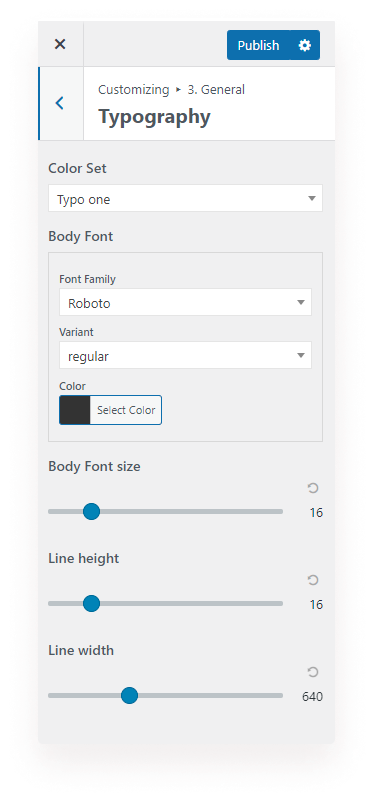 Publish
Customizing ▸ 3. General
Typography
Color Set
Typo one
Body Font
Font Family
Roboto
Variant
regular
Color
Select Color
Body Font size
16
Line height
16
Line width
640